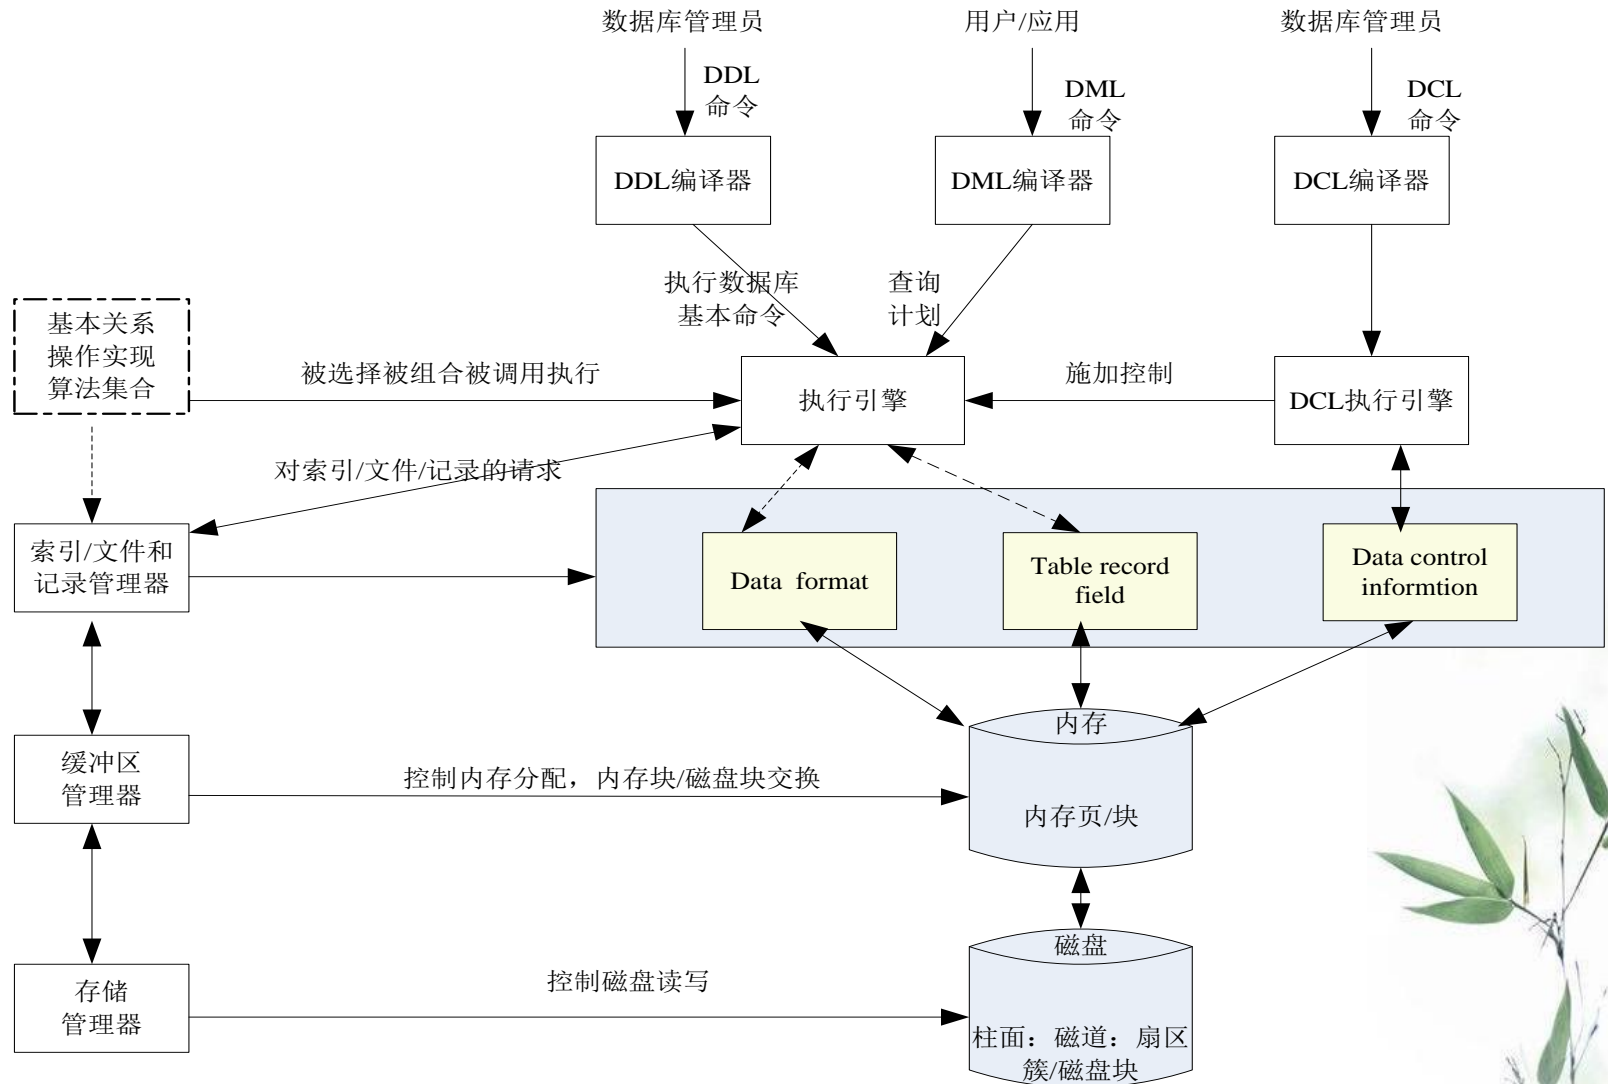 数据库管理员
用户/应用
数据库管理员
DDL
命令
DML
命令
DCL
命令
DDL编译器
DML编译器
DCL编译器
执行数据库
基本命令
查询
计划
基本关系
操作实现
算法集合
被选择被组合被调用执行
执行引擎
施加控制
DCL执行引擎
对索引/文件/记录的请求
索引/文件和
记录管理器
Data format
Table record
field
Data control
informtion
内存
缓冲区
管理器
控制内存分配，内存块/磁盘块交换
内存页/块
磁盘
存储
管理器
控制磁盘读写
柱面：磁道：扇区
簇/磁盘块